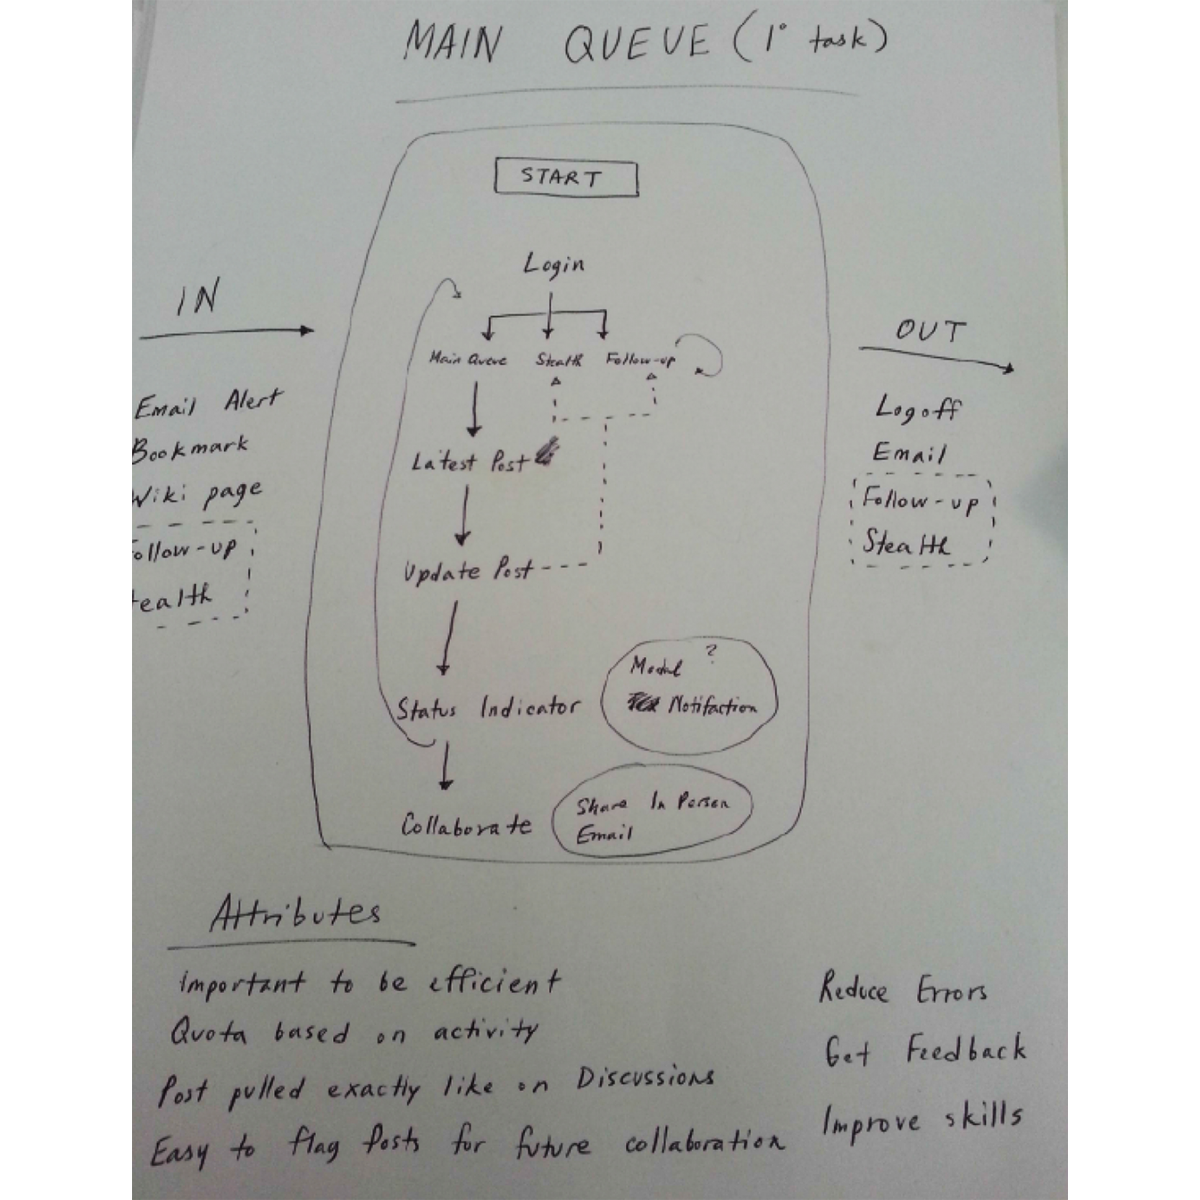 MAIN QUEUE (1° task)
START
Login
IN
Main Queue Stealth Follow-up
OUT
Email Alert
Bookmark
Wiki page
ollow-up
tealth
Logoff
Email
Follow-up
Stealth
Latest Post
Update Post
Status Indicator
Modal ?
Notifaction
Collaborate
Share In Person
Email
Attributes
Important to be efficient
Quota based on activity
Post pulled exactly like on Discussions
Easy to flag Posts for future collaboration
Reduce Errors
Get Feedback
Improve skills